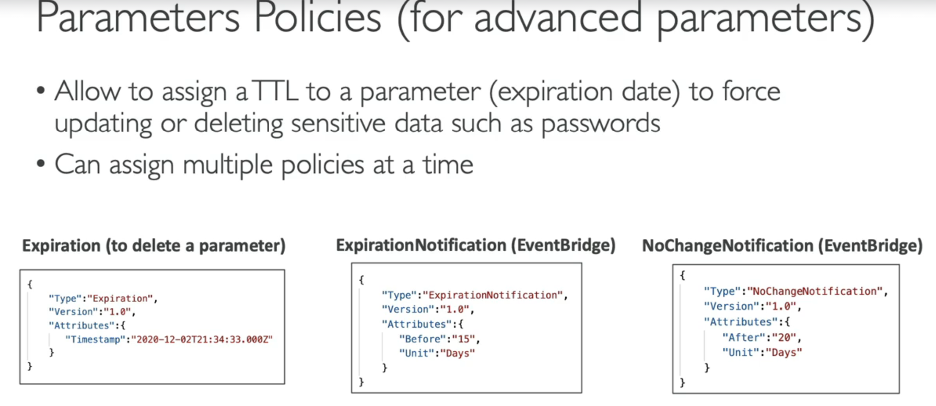 Parameters Policies (for advanced parameters)
• Allow to assign a TTL to a parameter (expiration date) to force
updating or deleting sensitive data such as passwords
• Can assign multiple policies at a time
Expiration (to delete a parameter)
{
"Type":"Expiration",
"Version":"1.0",
"Attributes":{
"Timestamp":"2020-12-02T21:34:33.000Z"
}
}
ExpirationNotification (EventBridge)
{
"Type":"ExpirationNotification",
"Version":"1.0",
"Attributes":{
"Before":"15",
"Unit":"Days"
}
}
NoChangeNotification (EventBridge)
{
"Type":"NoChangeNotification",
"Version":"1.0",
"Attributes":{
"After":"20",
"Unit":"Days"
}
}